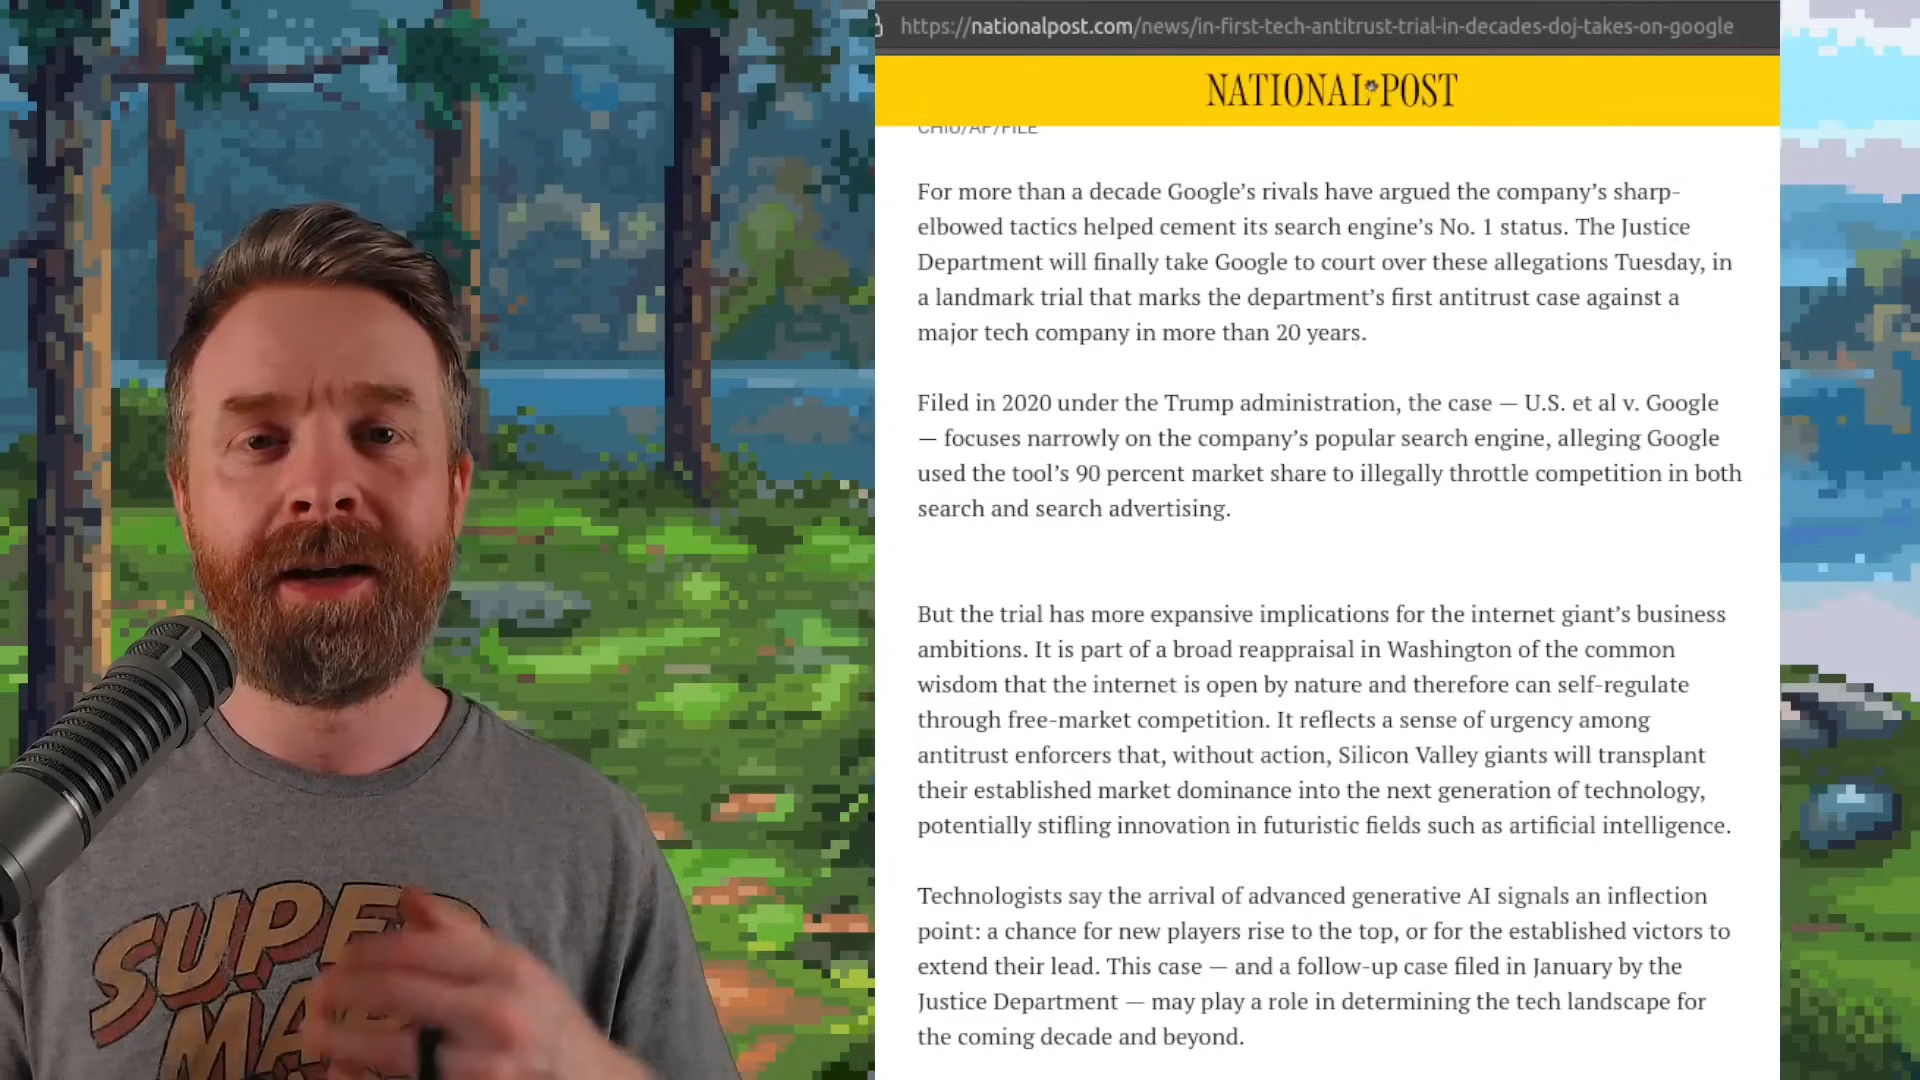 https://nationalpost.com/news/in-first-tech-antitrust-trial-in-decades-doj-takes-on-google
NATIONAL POST
CHIU/AP/FILE
For more than a decade Google’s rivals have argued the company’s sharp-
elbowed tactics helped cement its search engine’s No. 1 status. The Justice
Department will finally take Google to court over these allegations Tuesday, in
a landmark trial that marks the department’s first antitrust case against a
major tech company in more than 20 years.
Filed in 2020 under the Trump administration, the case — U.S. et al v. Google
— focuses narrowly on the company’s popular search engine, alleging Google
used the tool’s 90 percent market share to illegally throttle competition in both
search and search advertising.
But the trial has more expansive implications for the internet giant’s business
ambitions. It is part of a broad reappraisal in Washington of the common
wisdom that the internet is open by nature and therefore can self-regulate
through free-market competition. It reflects a sense of urgency among
antitrust enforcers that, without action, Silicon Valley giants will transplant
their established market dominance into the next generation of technology,
potentially stifling innovation in futuristic fields such as artificial intelligence.
Technologists say the arrival of advanced generative AI signals an inflection
point: a chance for new players rise to the top, or for the established victors to
extend their lead. This case — and a follow-up case filed in January by the
Justice Department — may play a role in determining the tech landscape for
the coming decade and beyond.
SUPER
MA